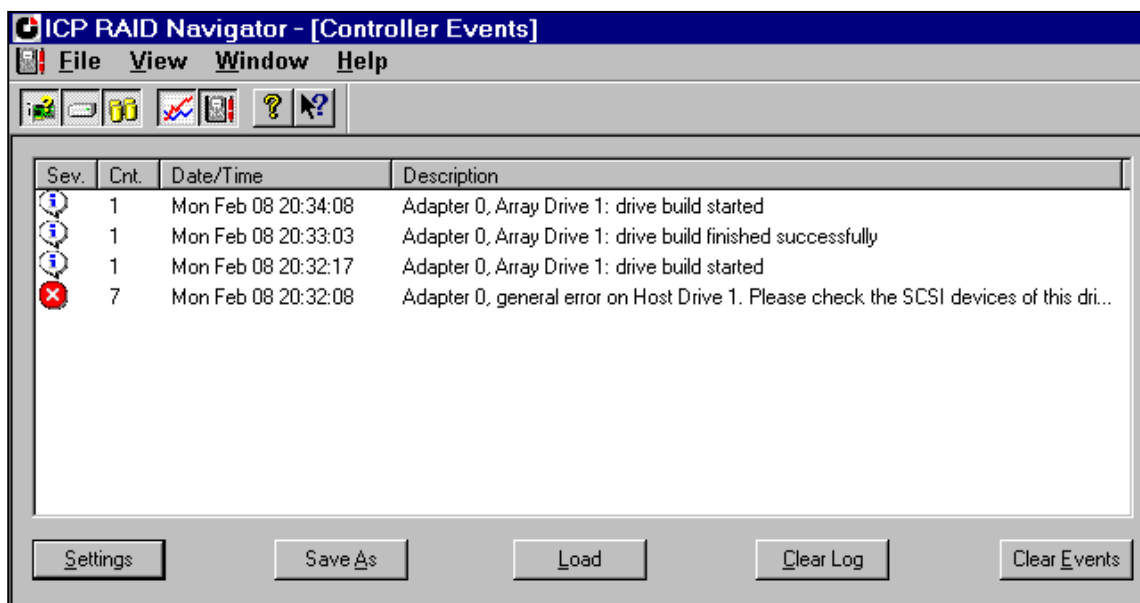 ICP RAID Navigator - [Controller Events]
File View Window Help
Sev. Cnt. Date/Time Description
1 Mon Feb 08 20:34:08 Adapter 0, Array Drive 1: drive build started
1 Mon Feb 08 20:33:03 Adapter 0, Array Drive 1: drive build finished successfully
1 Mon Feb 08 20:32:17 Adapter 0, Array Drive 1: drive build started
7 Mon Feb 08 20:32:08 Adapter 0, general error on Host Drive 1. Please check the SCSI devices of this dri...
Settings Save As Load Clear Log Clear Events